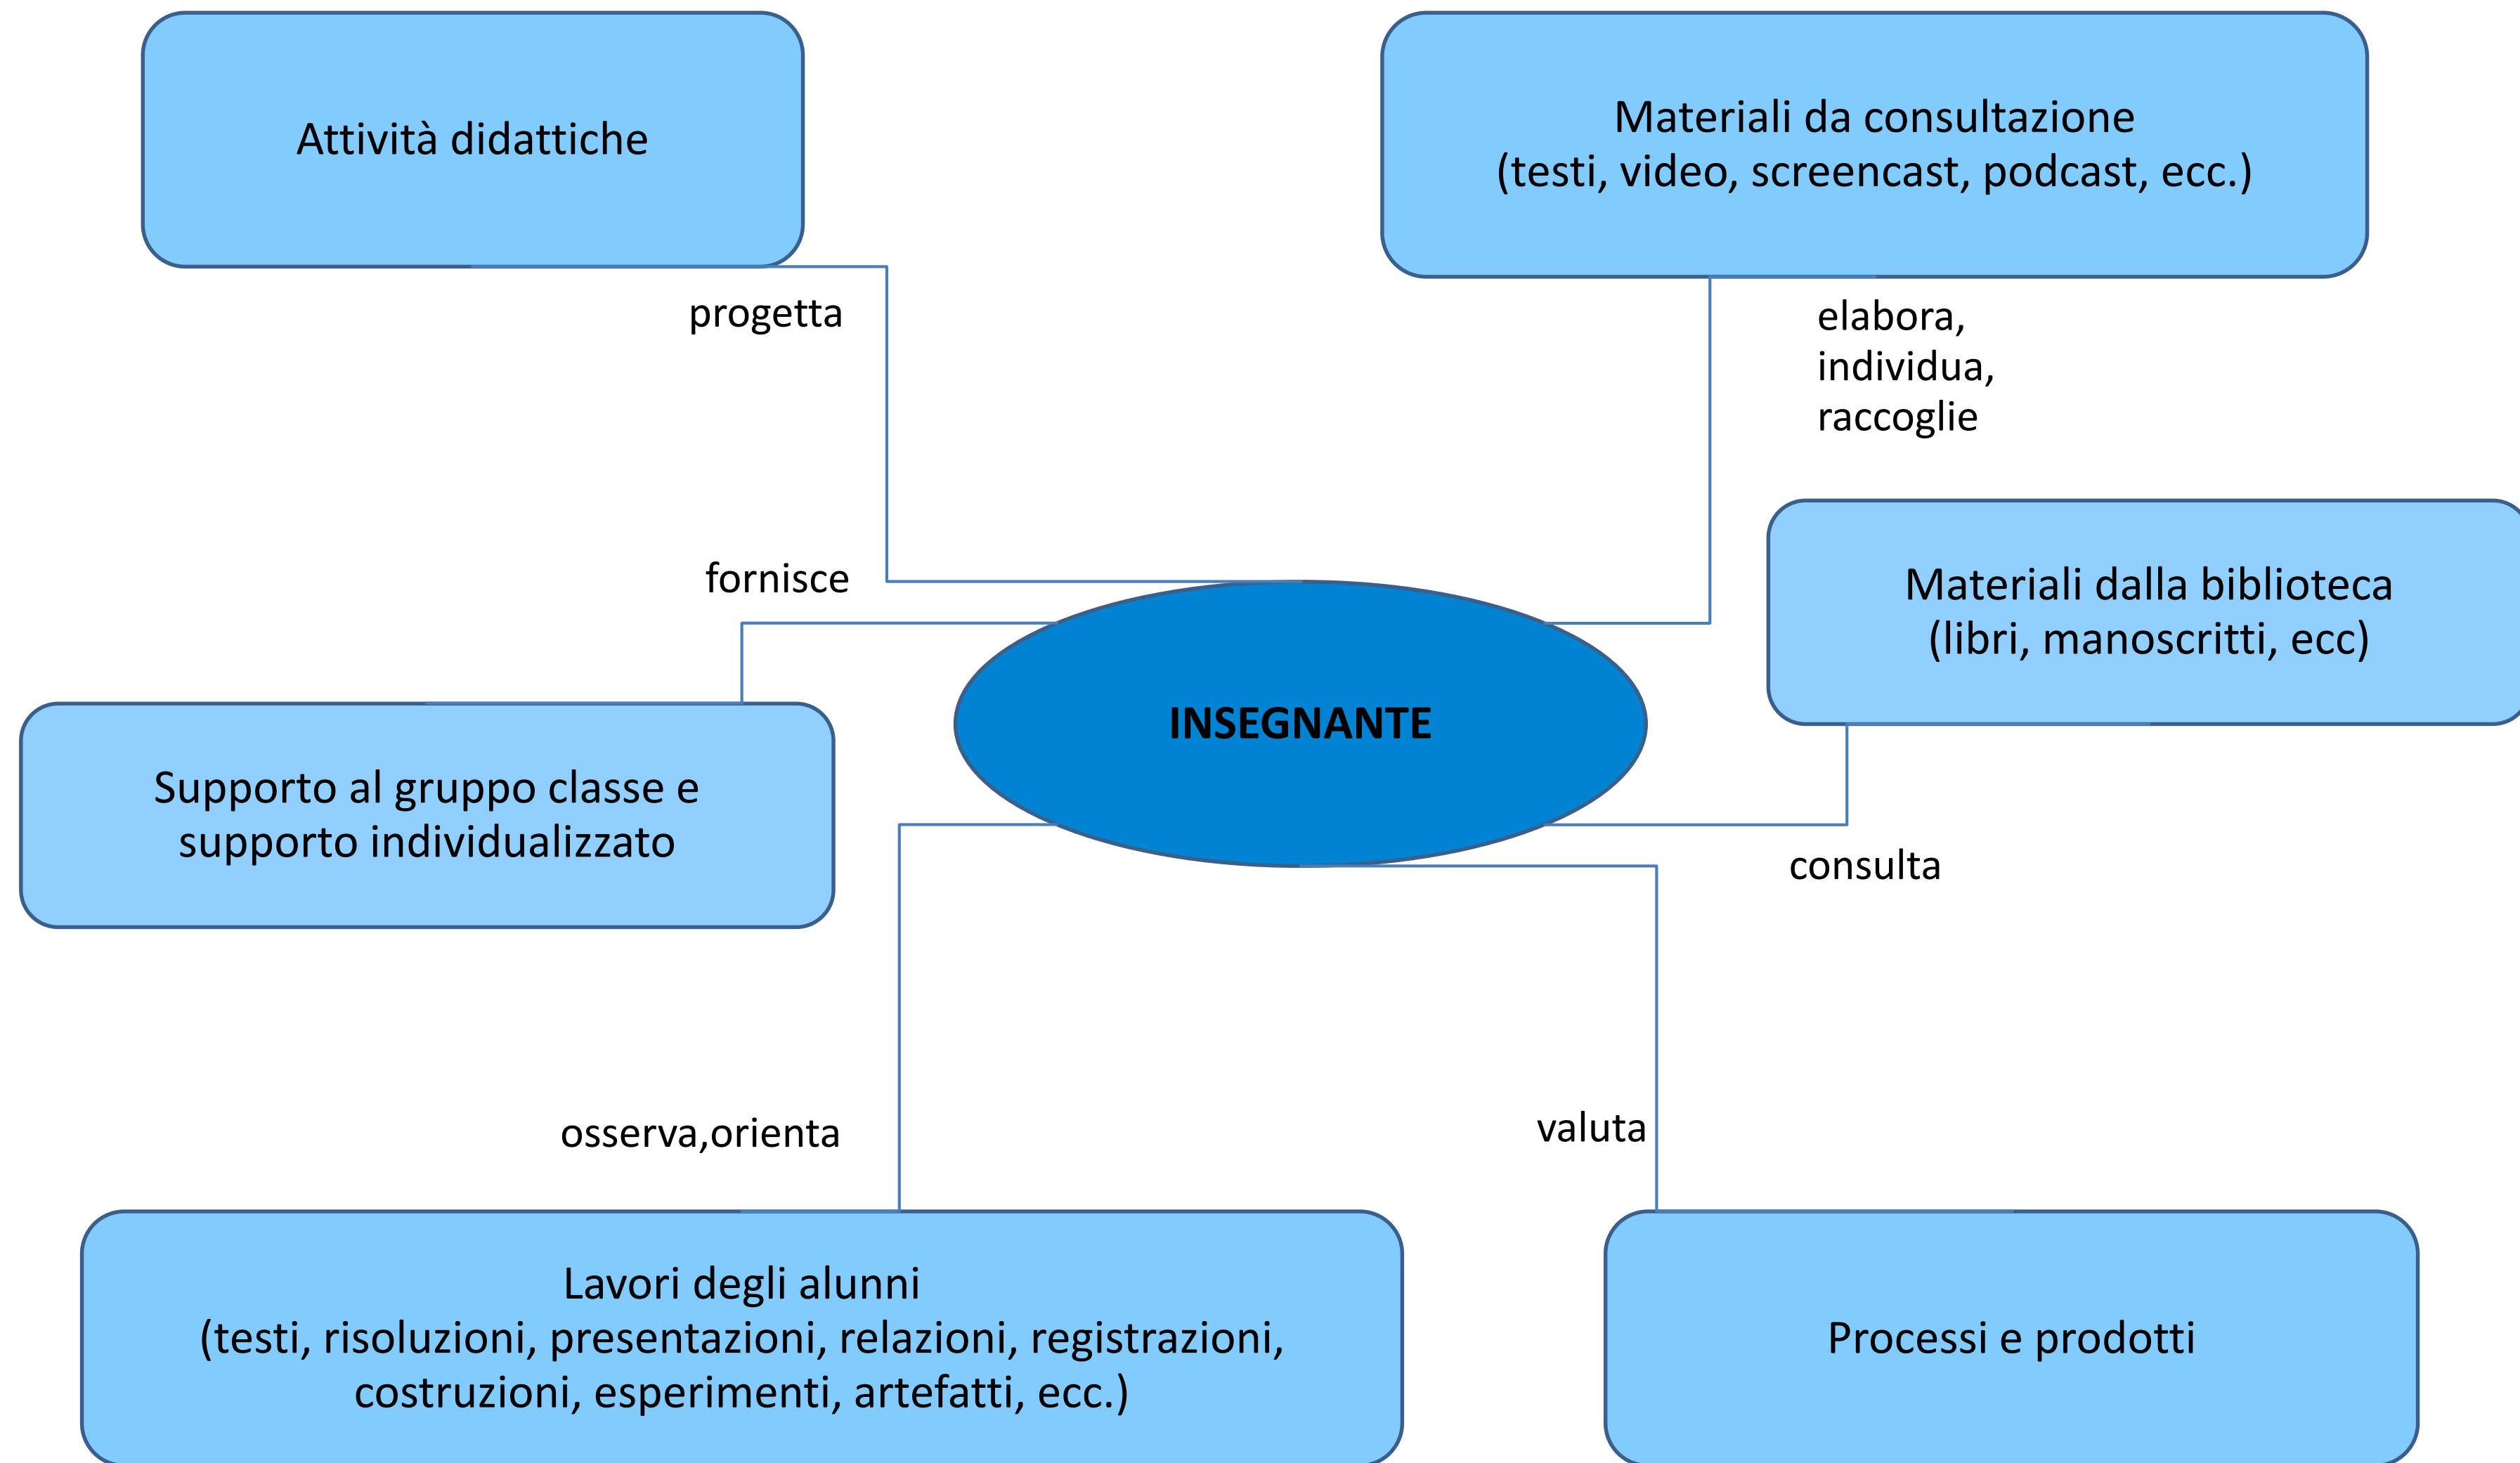 Attività didattiche
Materiali da consultazione
(testi, video, screencast, podcast, ecc.)
progetta
elabora,
individua,
raccoglie
fornisce
Materiali dalla biblioteca
(libri, manoscritti, ecc)
INSEGNANTE
Supporto al gruppo classe e
supporto individualizzato
consulta
osserva,orienta
valuta
Lavori degli alunni
(testi, risoluzioni, presentazioni, relazioni, registrazioni,
costruzioni, esperimenti, artefatti, ecc.)
Processi e prodotti